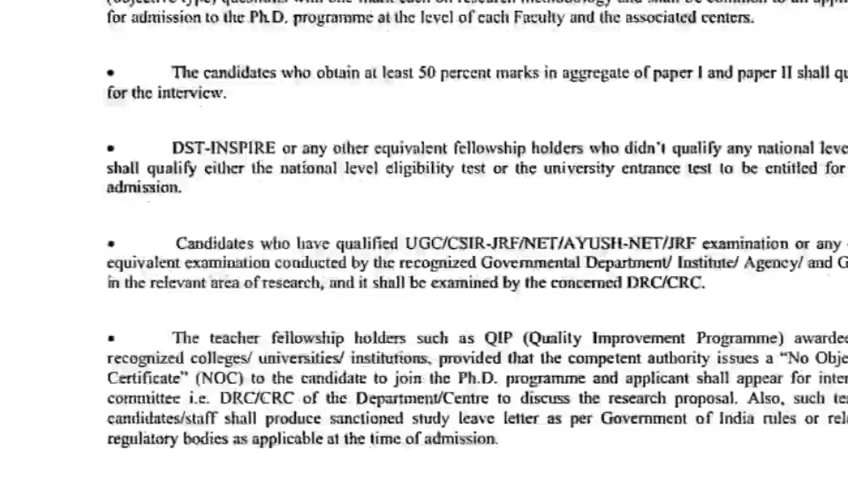 for admission to the Ph.D. programme at the level of each Faculty and the associated centers.
• The candidates who obtain at least 50 percent marks in aggregate of paper I and paper II shall qu
for the interview.
• DST-INSPIRE or any other equivalent fellowship holders who didn't qualify any national leve
shall qualify either the national level eligibility test or the university entrance test to be entitled for
admission.
• Candidates who have qualified UGC/CSIR-JRF/NET/AYUSH-NET/JRF examination or any
equivalent examination conducted by the recognized Governmental Department/ Institute/ Agency/ and G
in the relevant area of research, and it shall be examined by the concerned DRC/CRC.
• The teacher fellowship holders such as QIP (Quality Improvement Programme) awarde
recognized colleges/ universities/ institutions, provided that the competent authority issues a “No Obje
Certificate” (NOC) to the candidate to join the Ph.D. programme and applicant shall appear for inter
committee i.e. DRC/CRC of the Department/Centre to discuss the research proposal. Also, such te
candidates/staff shall produce sanctioned study leave letter as per Government of India rules or rel
regulatory bodies as applicable at the time of admission.